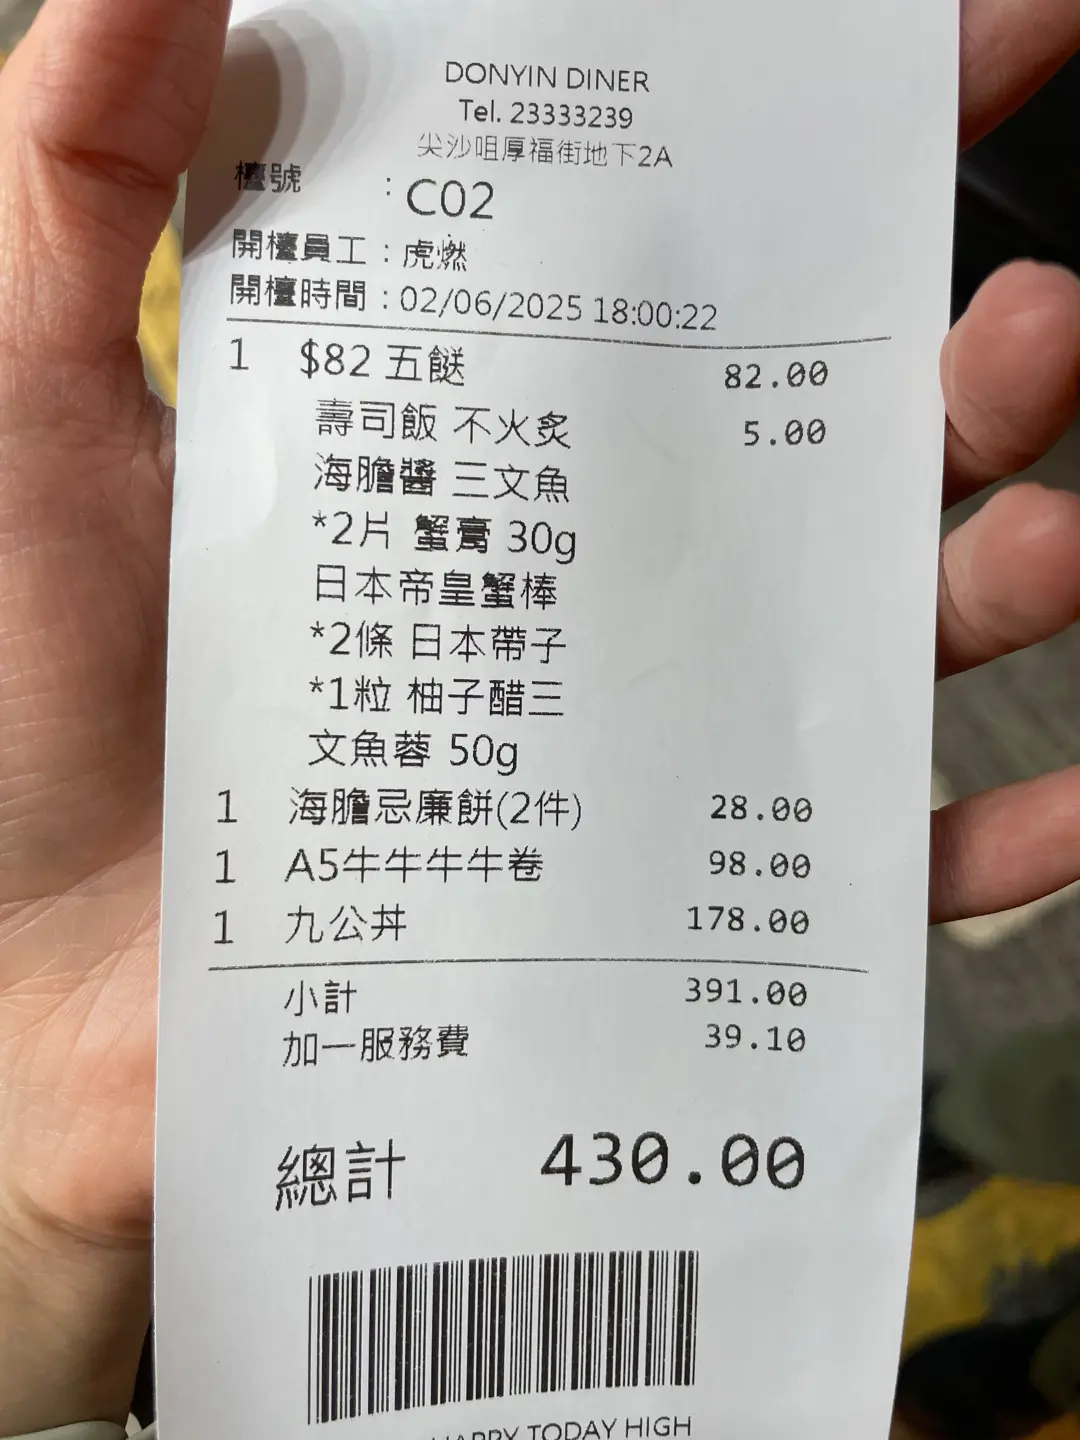 DONYIN DINER
Tel. 23333239
尖沙咀厚福街地下2A
檯號 : C02
開檯員工 : 虎燃
開檯時間 : 02/06/2025 18:00:22
1 $82 五餸 82.00
壽司飯 不火炙 5.00
海膽醬 三文魚
*2片 蟹膏 30g
日本帝皇蟹棒
*2條 日本帶子
*1粒 柚子醋三
文魚蓉 50g
1 海膽忌廉餅(2件) 28.00
1 A5牛牛牛牛卷 98.00
1 九公丼 178.00
小計 391.00
加一服務費 39.10
總計 430.00
HAPPY TODAY HIGH